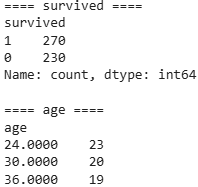 ==== survived ====
survived
1    270
0    230
Name: count, dtype: int64

==== age ====
age
24.0000    23
30.0000    20
36.0000    19